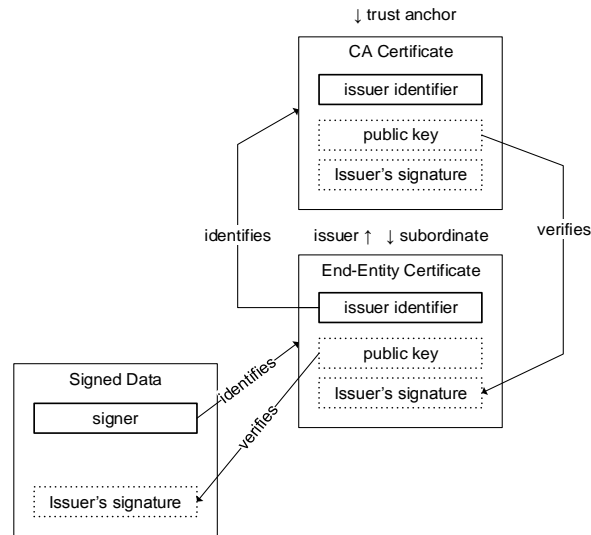 ↓ trust anchor
CA Certificate
issuer identifier
public key
Issuer's signature
identifies
issuer ↑ ↓ subordinate
verifies
End-Entity Certificate
issuer identifier
public key
Issuer's signature
Signed Data
signer
Issuer's signature
identifies
verifies